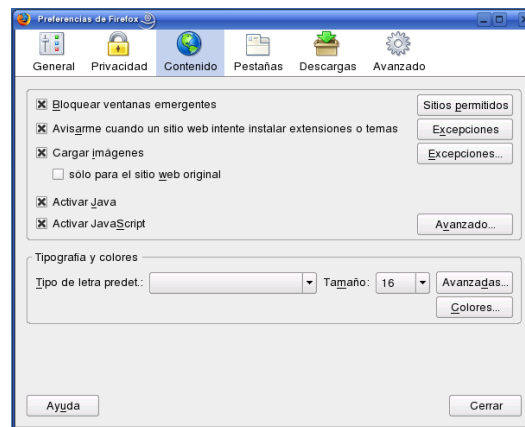 Preferencias de Firefox
General Privacidad Contenido Pestañas Descargas Avanzado
Bloquear ventanas emergentes Sitios permitidos
Avisarme cuando un sitio web intente instalar extensiones o temas Excepciones
Cargar imágenes Excepciones...
sólo para el sitio web original
Activar Java
Activar JavaScript Avanzado...
Tipografía y colores
Tipo de letra predet.: Tamaño: 16 Avanzadas...
Colores...
Ayuda Cerrar